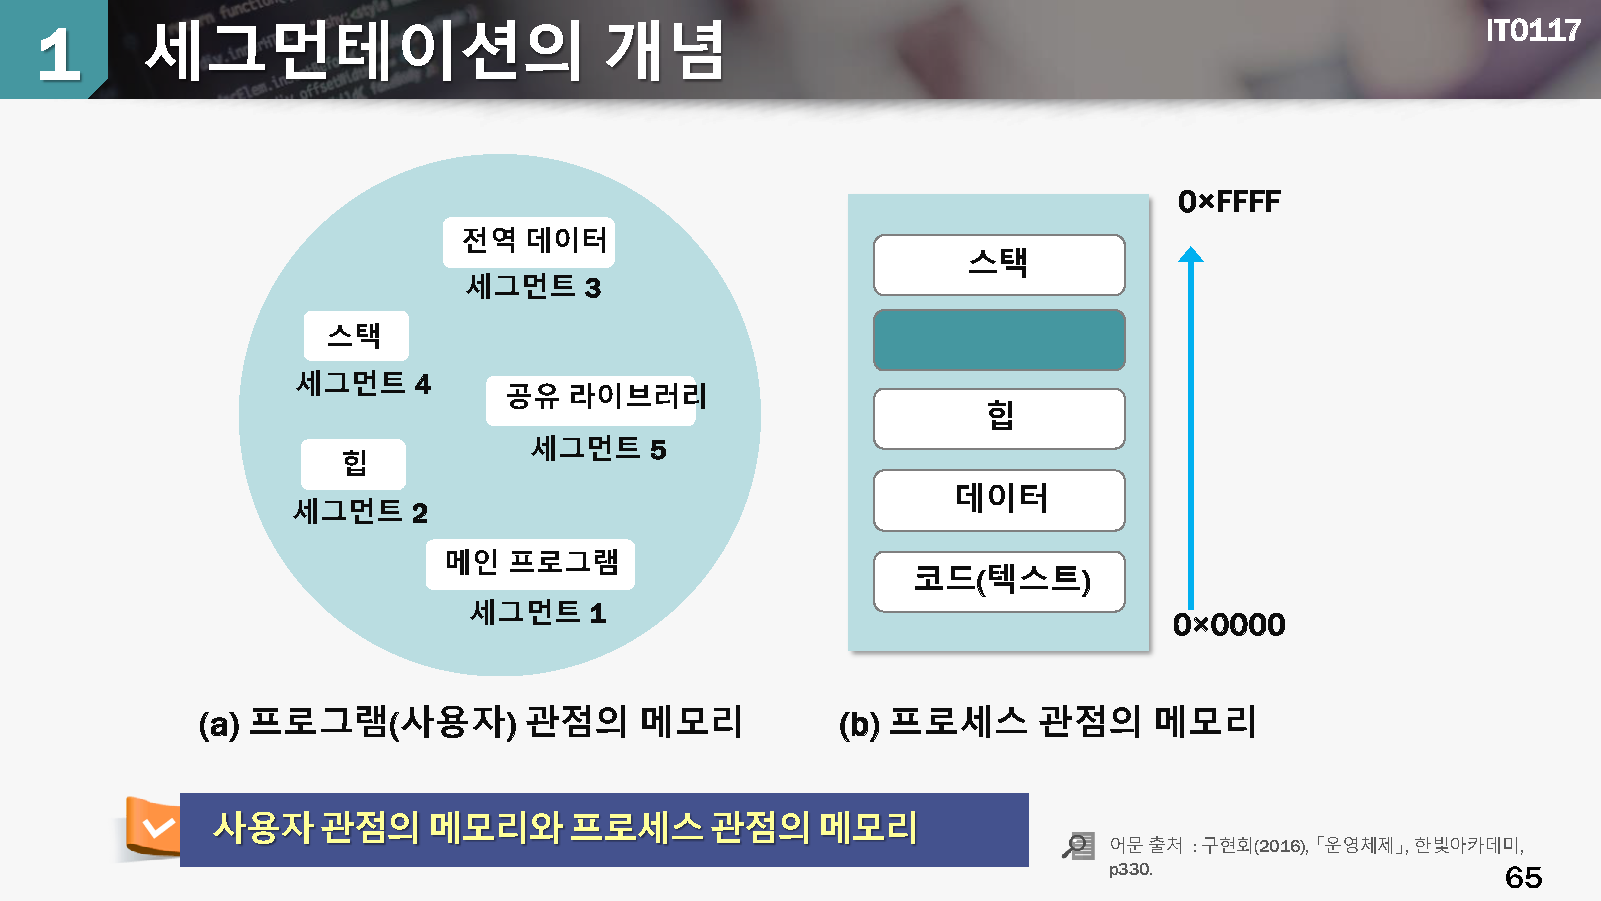 1
세그먼테이션의 개념
IT0117
전역 데이터
세그먼트 3
스택
세그먼트 4
공유 라이브러리
세그먼트 5
힙
세그먼트 2
메인 프로그램
세그먼트 1
(a) 프로그램(사용자) 관점의 메모리
0×FFFF
스택
힙
데이터
코드(텍스트)
0×0000
(b) 프로세스 관점의 메모리
사용자 관점의 메모리와 프로세스 관점의 메모리
어문 출처 : 구현회(2016), 「운영체제」, 한빛아카데미,
p330.
65